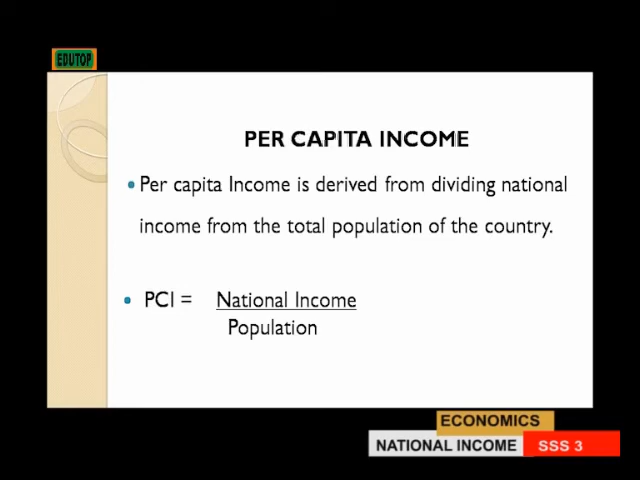 EDUTOP
PER CAPITA INCOME
• Per capita Income is derived from dividing national
income from the total population of the country.
• PCI = National Income
Population
ECONOMICS
NATIONAL INCOME SSS 3